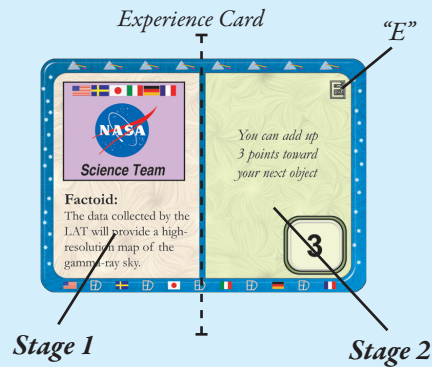 Experience Card
"E"
NASA
Science Team
Factoid:
The data collected by the
LAT will provide a high-
resolution map of the
gamma-ray sky.
E
You can add up
3 points toward
your next object
3
Stage 1
Stage 2